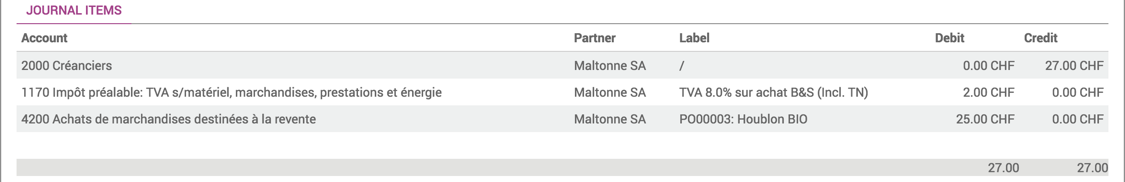 JOURNAL ITEMS
Account Partner Label Debit Credit
2000 Créanciers Maltonne SA / 0.00 CHF 27.00 CHF
1170 Impôt préalable: TVA s/matériel, marchandises, prestations et énergie Maltonne SA TVA 8.0% sur achat B&S (Incl. TN) 2.00 CHF 0.00 CHF
4200 Achats de marchandises destinées à la revente Maltonne SA PO00003: Houblon BIO 25.00 CHF 0.00 CHF
27.00 27.00